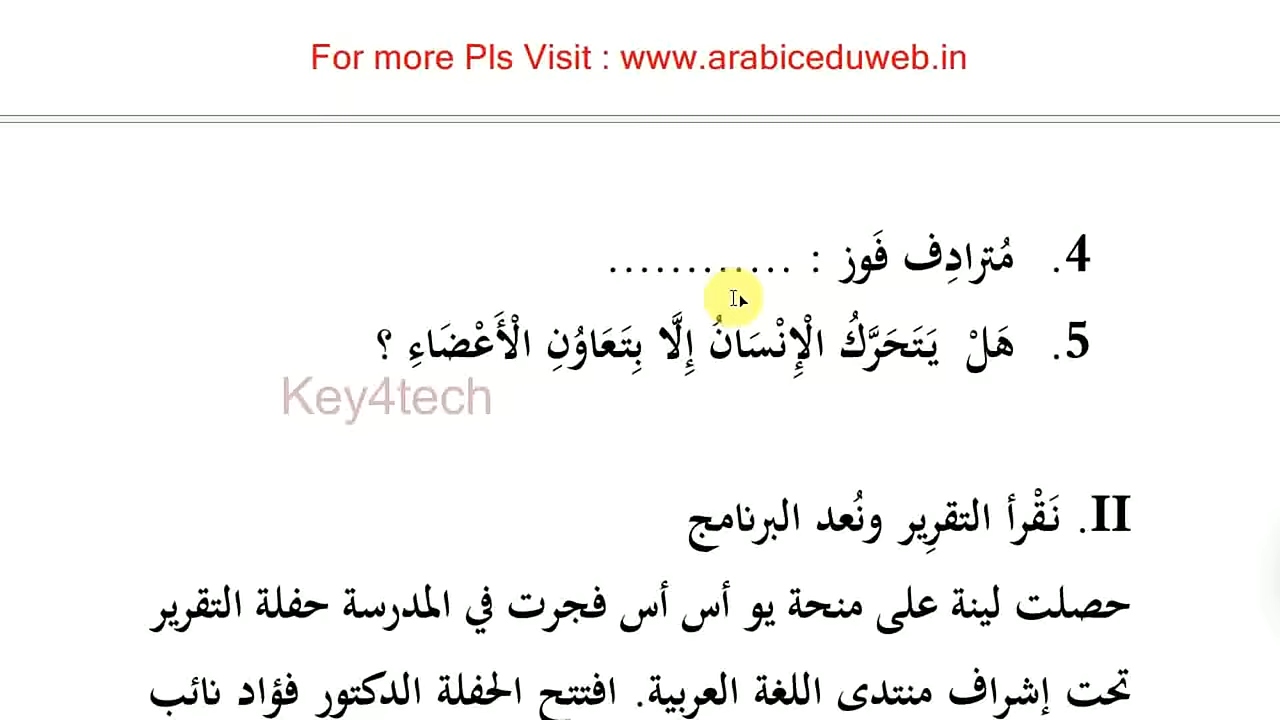 For more Pls Visit : www.arabiceduweb.in
4. مُترادِف فَوز : ............
5. هَلْ يَتَحَرَّكُ الْإِنْسَانُ إِلَّا بِتَعَاوُنِ الْأَعْضَاءِ ؟
Key4tech
II. نَقْرأ التقرِير ونُعد البرنامج
حصلت لينة على منحة يو أس أس فجرت في المدرسة حفلة التقرير
تحت إشراف منتدى اللغة العربية. افتتح الحفلة الدكتور فؤاد نائب